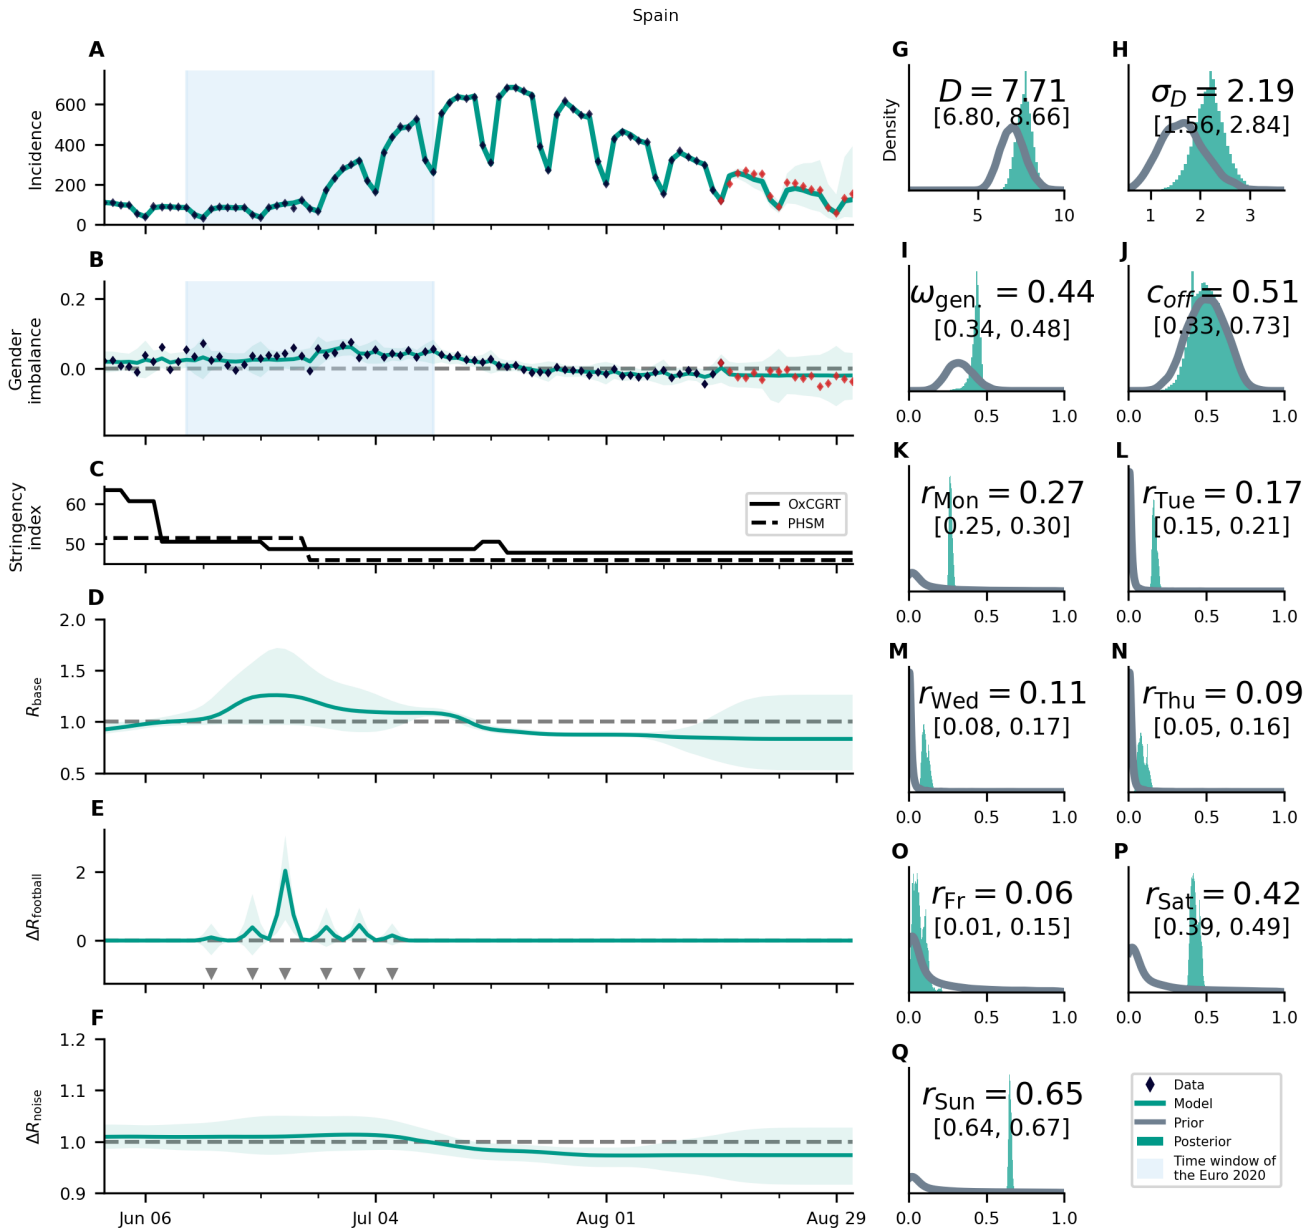 Spain
A
Incidence
600
400
200
0
B
Gender
imbalance
0.2
0.0
C
Stringency
index
60
50
OxCGRT
PHSM
D
R_base
2.0
1.5
1.0
0.5
E
ΔR_football
2
0
F
ΔR_noise
1.2
1.1
1.0
0.9
Jun 06 Jul 04 Aug 01 Aug 29
G
Density
D = 7.71
[6.80, 8.66]
5 10
H
σ_D = 2.19
[1.56, 2.84]
1 2 3
I
ω_gen. = 0.44
[0.34, 0.48]
0.0 0.5 1.0
J
c_off = 0.51
[0.33, 0.73]
0.0 0.5 1.0
K
r_Mon = 0.27
[0.25, 0.30]
0.0 0.5 1.0
L
r_Tue = 0.17
[0.15, 0.21]
0.0 0.5 1.0
M
r_Wed = 0.11
[0.08, 0.17]
0.0 0.5 1.0
N
r_Thu = 0.09
[0.05, 0.16]
0.0 0.5 1.0
O
r_Fr = 0.06
[0.01, 0.15]
0.0 0.5 1.0
P
r_Sat = 0.42
[0.39, 0.49]
0.0 0.5 1.0
Q
r_Sun = 0.65
[0.64, 0.67]
0.0 0.5 1.0
Data
Model
Prior
Posterior
Time window of
the Euro 2020